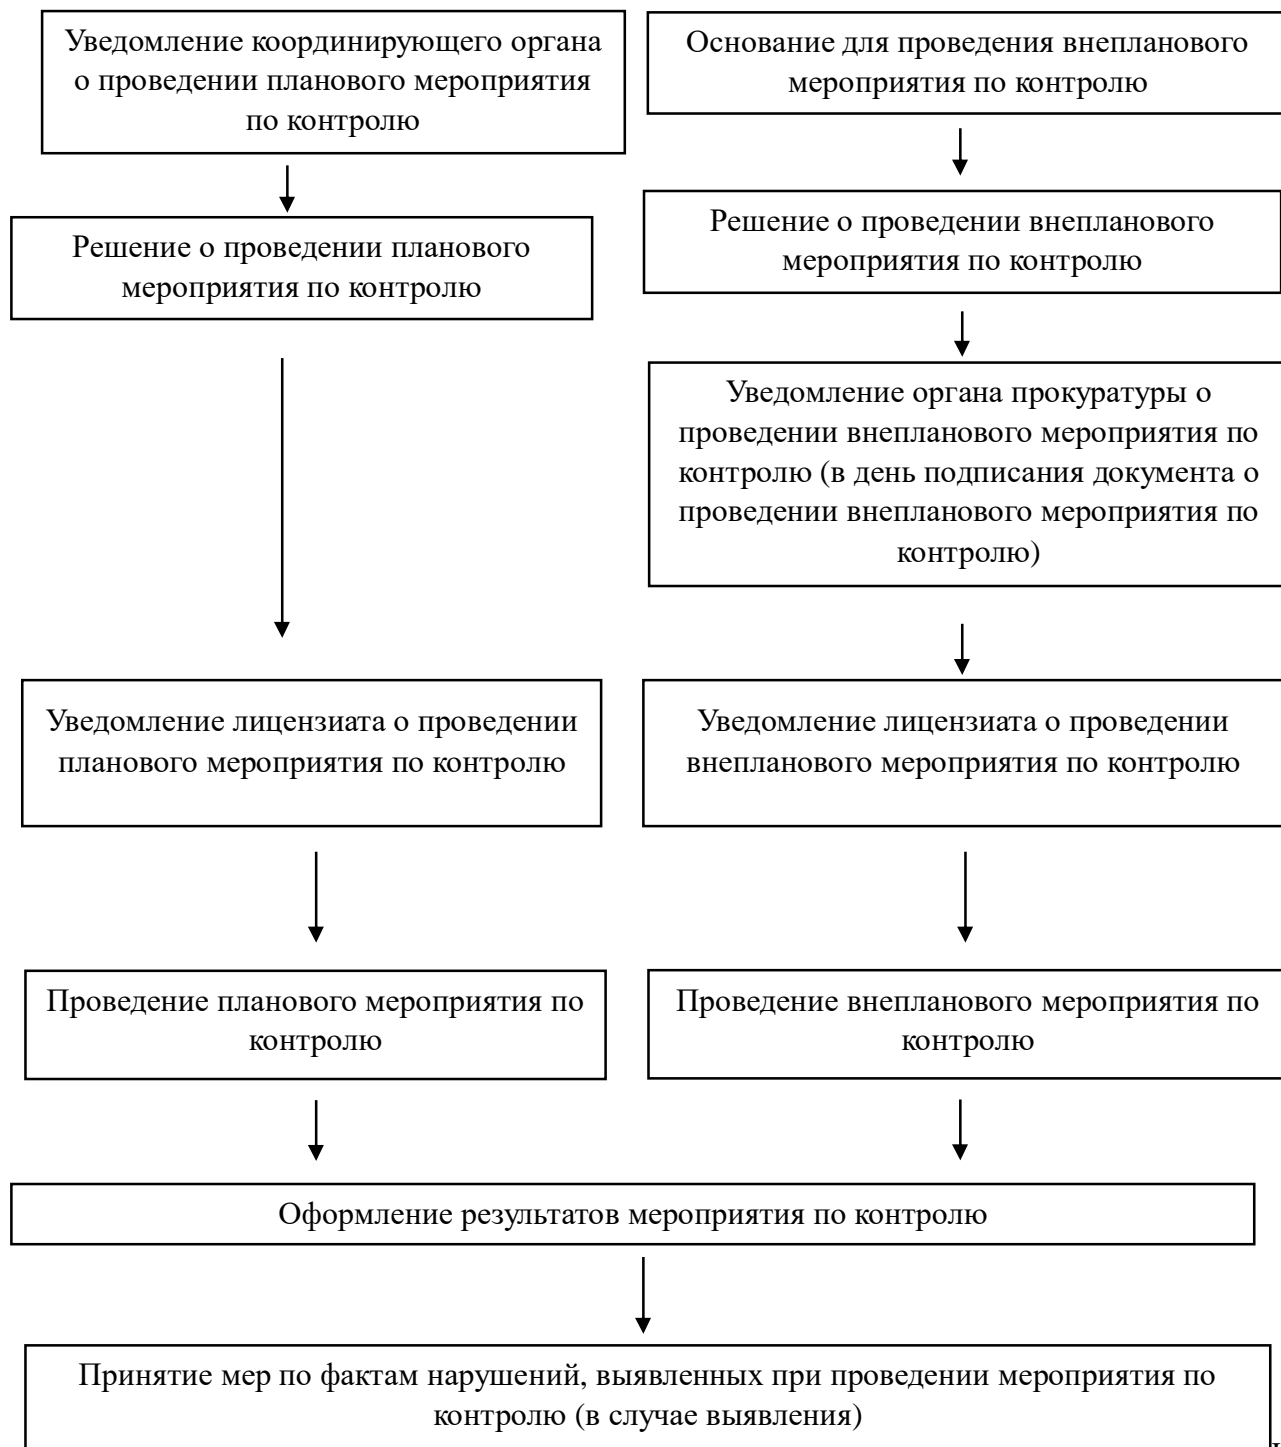 Уведомление координирующего органа
о проведении планового мероприятия
по контролю
Основание для проведения внепланового
мероприятия по контролю
Решение о проведении планового
мероприятия по контролю
Решение о проведении внепланового
мероприятия по контролю
Уведомление органа прокуратуры о
проведении внепланового мероприятия по
контролю (в день подписания документа о
проведении внепланового мероприятия по
контролю)
Уведомление лицензиата о проведении
планового мероприятия по контролю
Уведомление лицензиата о проведении
внепланового мероприятия по контролю
Проведение планового мероприятия по
контролю
Проведение внепланового мероприятия по
контролю
Оформление результатов мероприятия по контролю
Принятие мер по фактам нарушений, выявленных при проведении мероприятия по
контролю (в случае выявления)